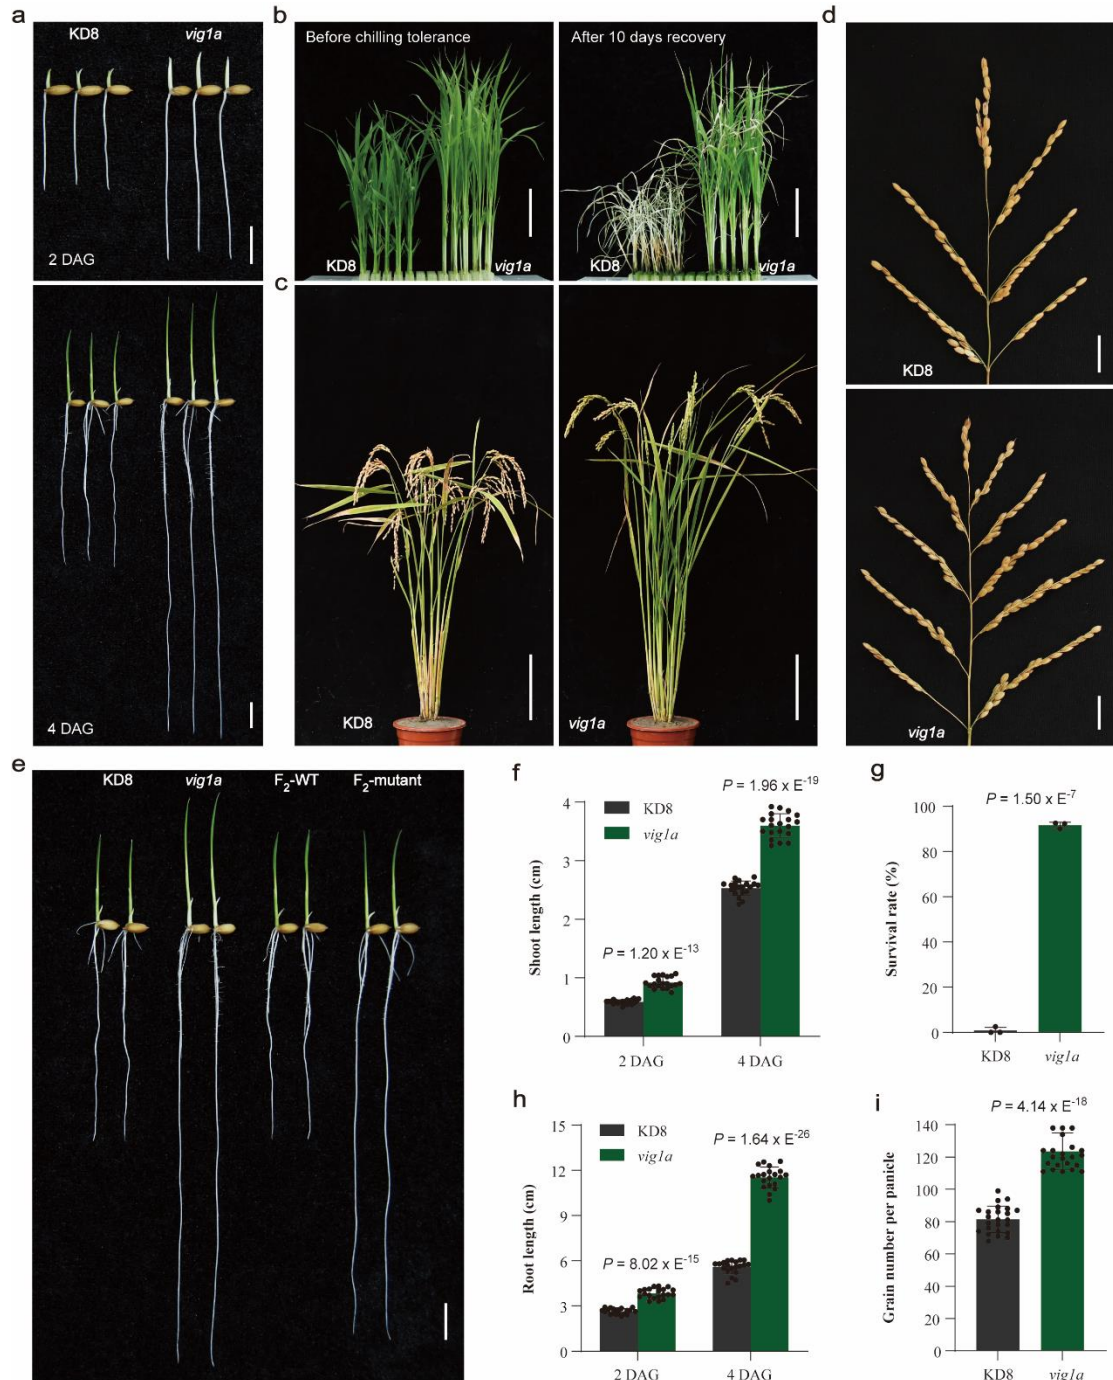 a
KD8 vig1a
2 DAG
4 DAG
b
Before chilling tolerance
KD8
vig1a
After 10 days recovery
KD8
vig1a
c
KD8
vig1a
d
KD8
vig1a
e
KD8 vig1a F₂-WT F₂-mutant
f
Shoot length (cm)
4
3
2
1
0
KD8
vig1a
P = 1.20 x E⁻¹³
P = 1.96 x E⁻¹⁹
2 DAG 4 DAG
g
Survival rate (%)
100
80
60
40
20
0
P = 1.50 x E⁻⁷
KD8 vig1a
h
Root length (cm)
15
12
9
6
3
0
KD8
vig1a
P = 8.02 x E⁻¹⁵
P = 1.64 x E⁻²⁶
2 DAG 4 DAG
i
Grain number per panicle
140
120
100
80
60
40
20
0
P = 4.14 x E⁻¹⁸
KD8 vig1a